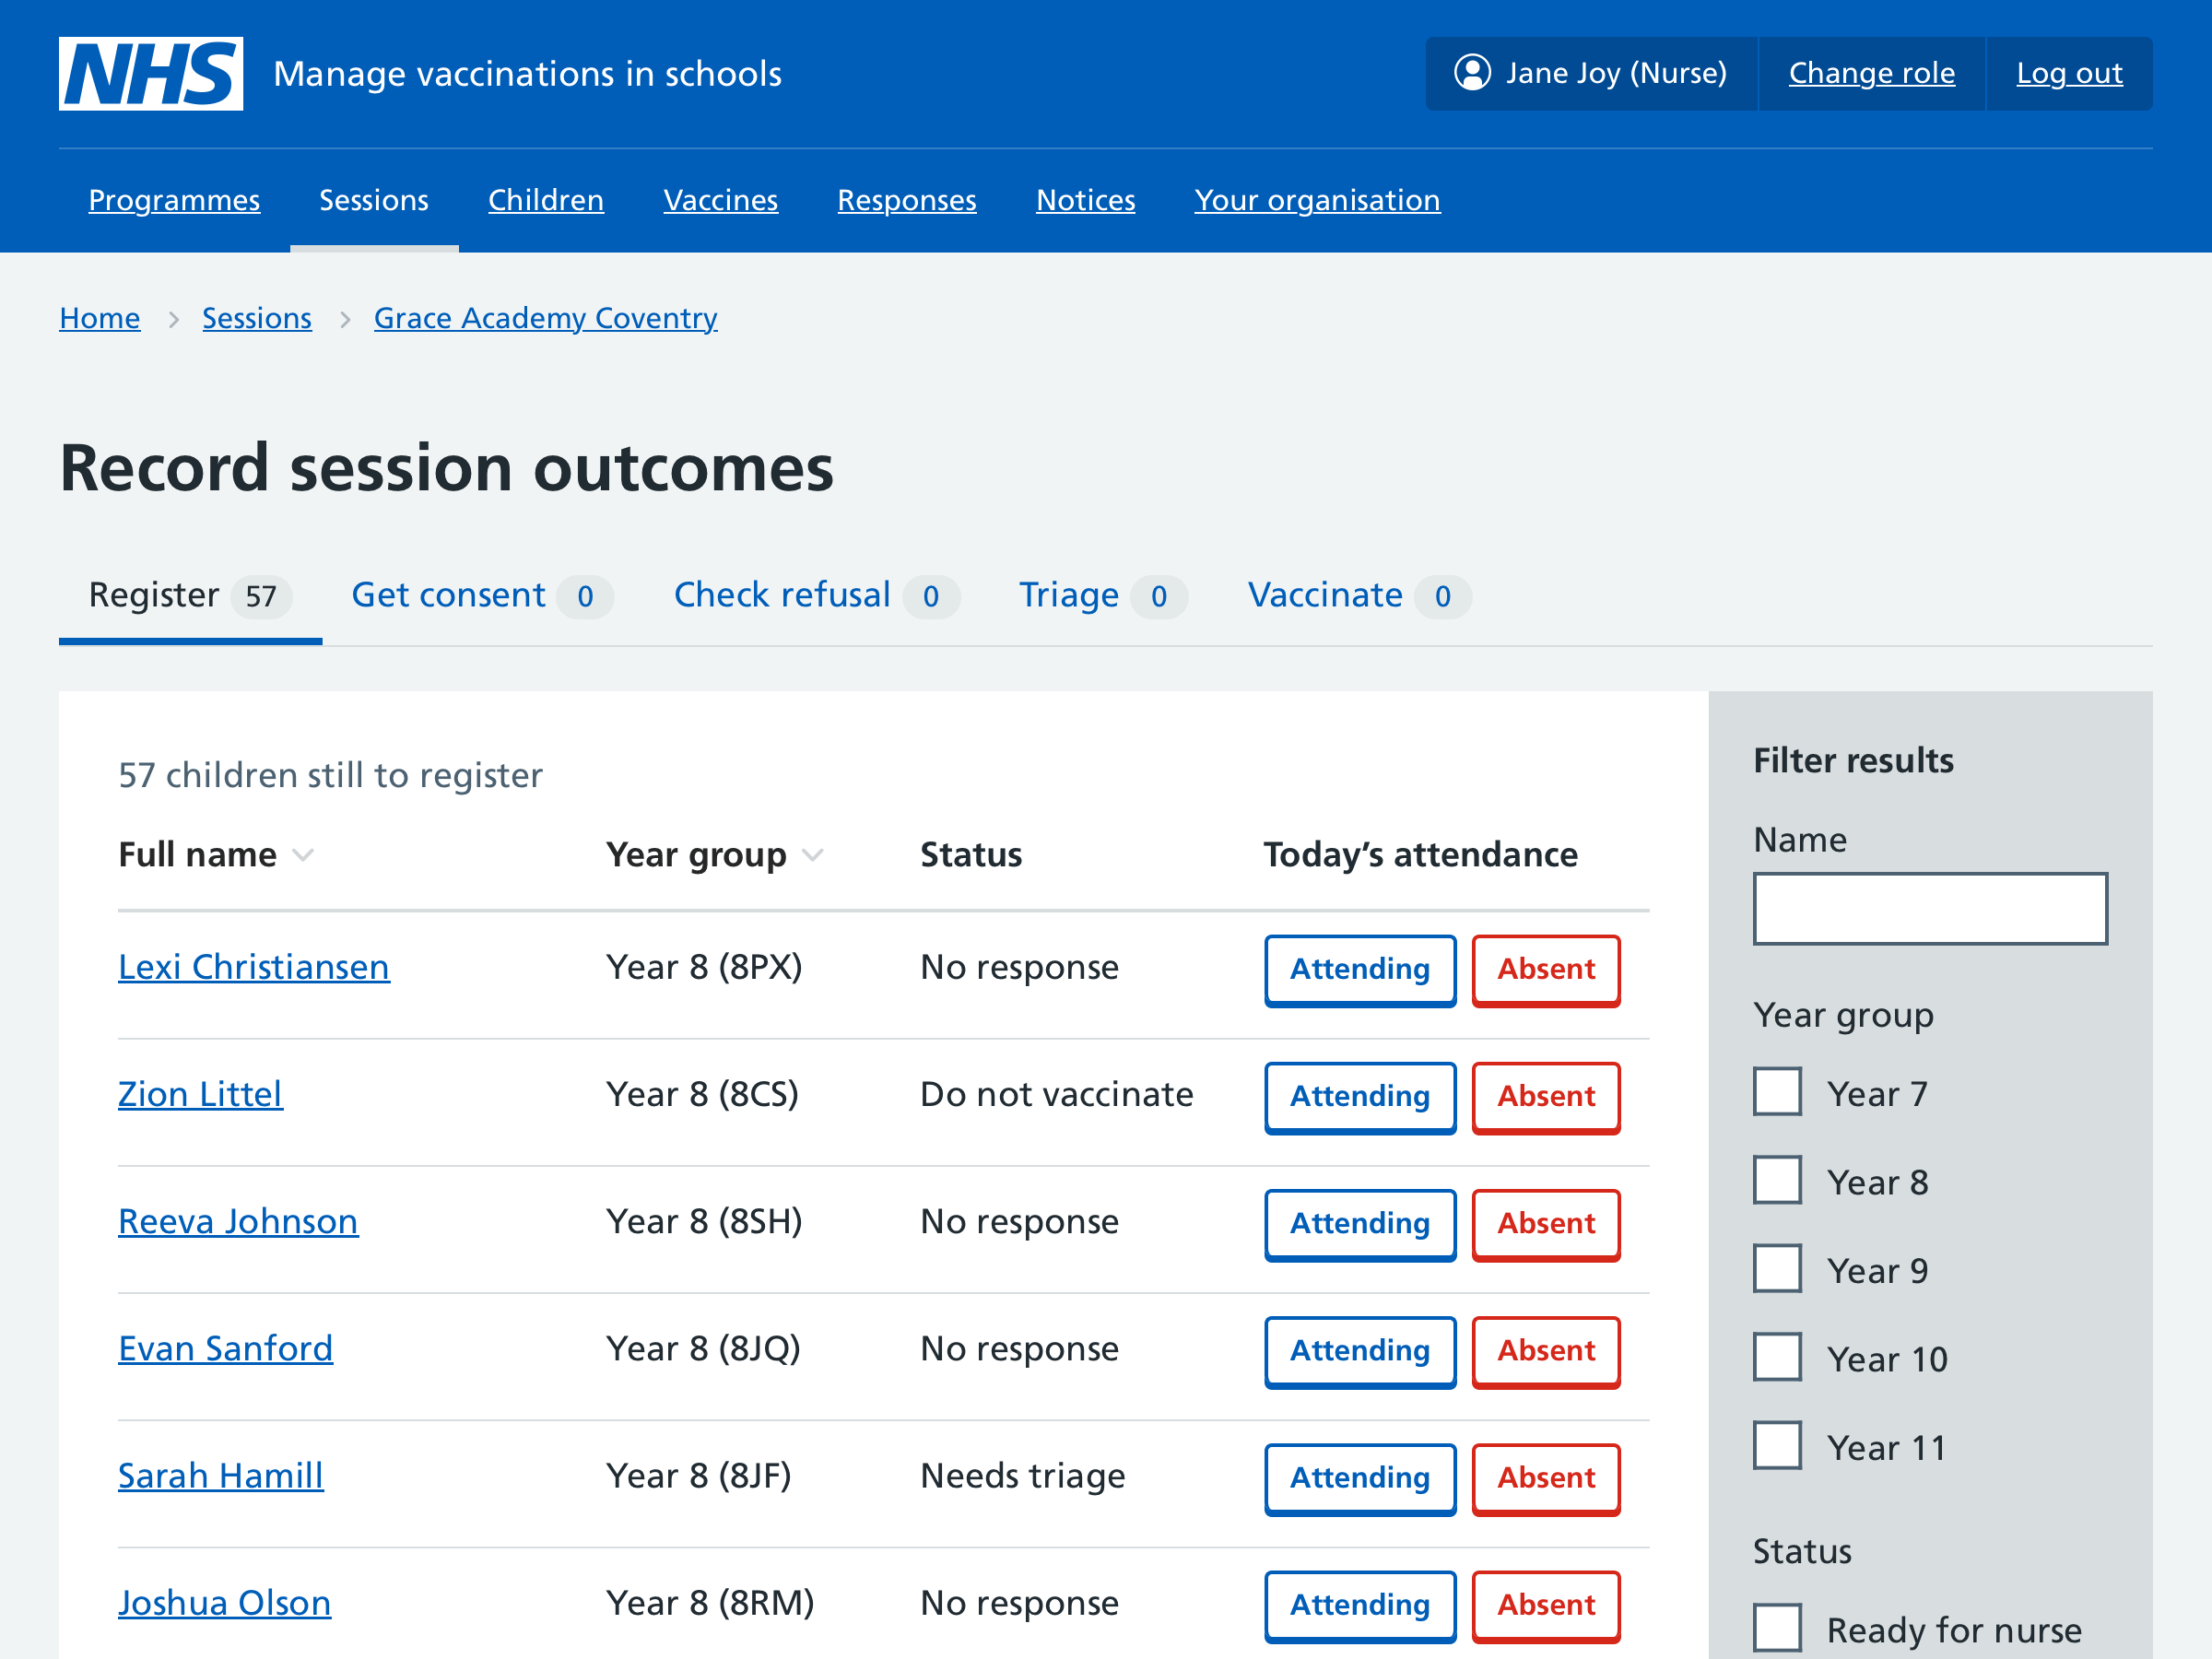 NHS Manage vaccinations in schools Jane Joy (Nurse) Change role Log out
Programmes Sessions Children Vaccines Responses Notices Your organisation
Home Sessions Grace Academy Coventry
Record session outcomes
Register 57 Get consent 0 Check refusal 0 Triage 0 Vaccinate 0
57 children still to register
Full name Year group Status Today’s attendance
Lexi Christiansen Year 8 (8PX) No response Attending Absent
Zion Littel Year 8 (8CS) Do not vaccinate Attending Absent
Reeva Johnson Year 8 (8SH) No response Attending Absent
Evan Sanford Year 8 (8JQ) No response Attending Absent
Sarah Hamill Year 8 (8JF) Needs triage Attending Absent
Joshua Olson Year 8 (8RM) No response Attending Absent
Filter results
Name
Year group
Year 7
Year 8
Year 9
Year 10
Year 11
Status
Ready for nurse